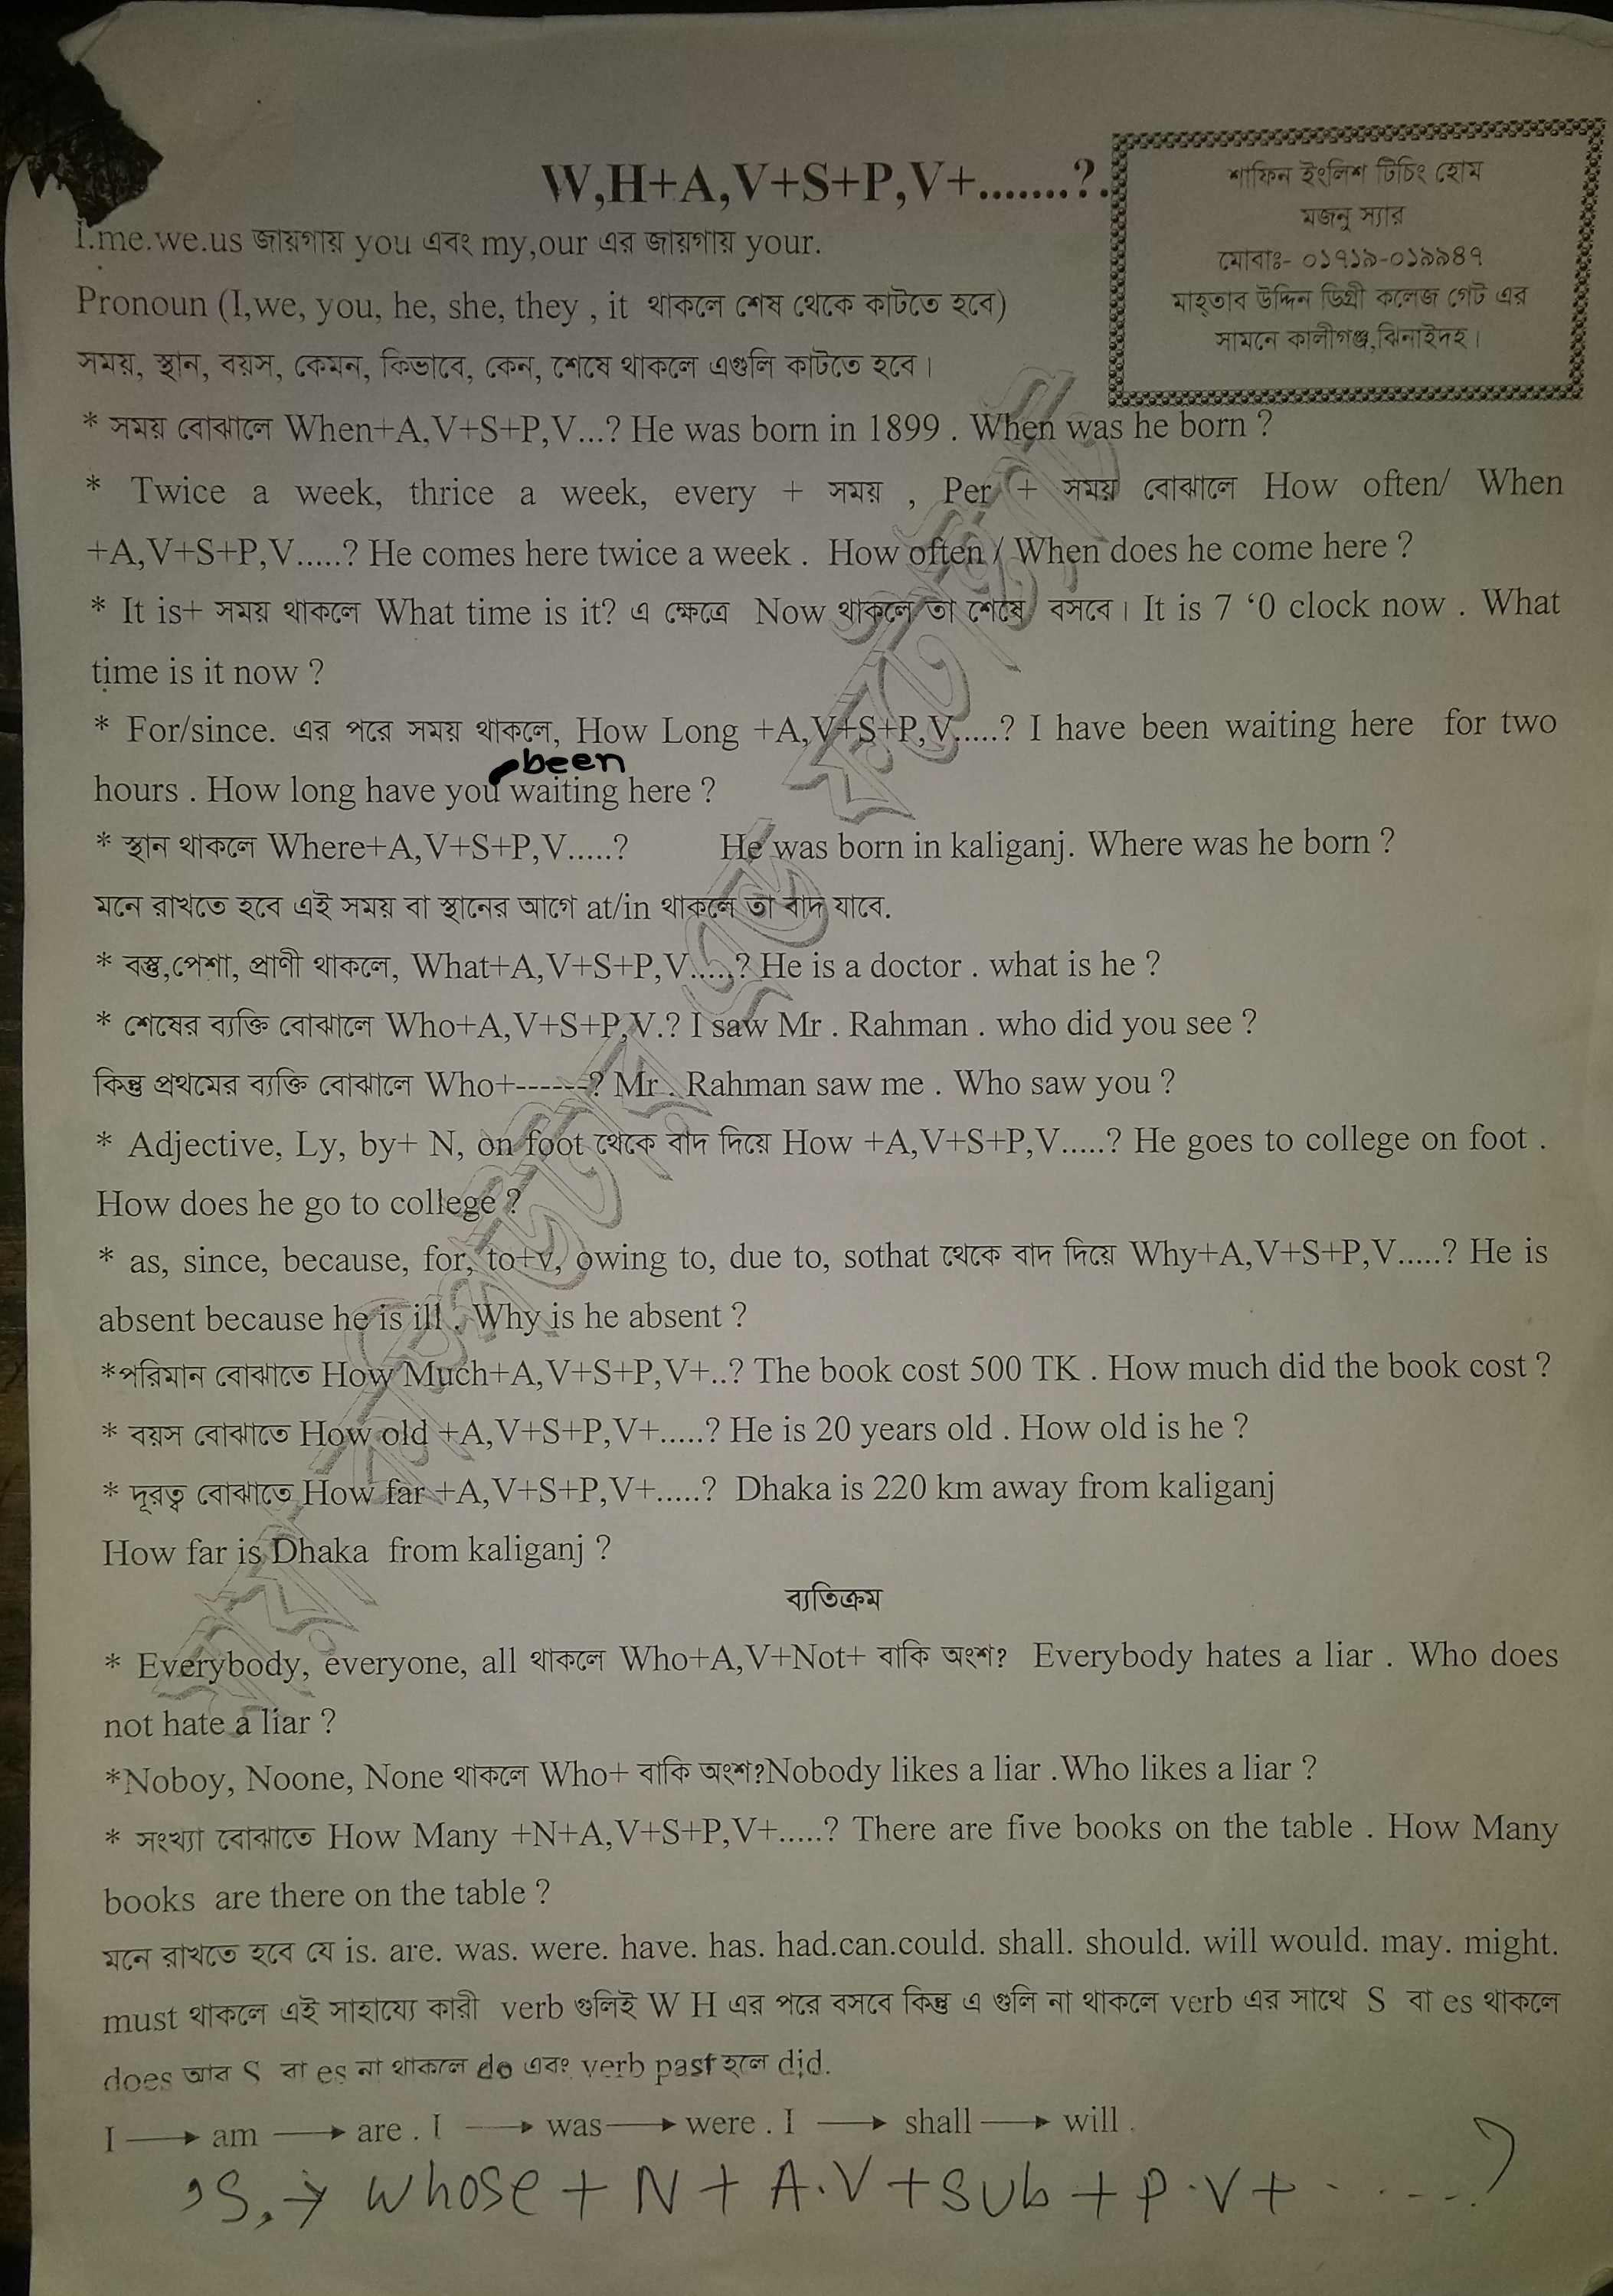 W,H+A,V+S+P,V+.......?.
শাফিন ইংলিশ টিচিং হোম
মজনু স্যার
মোবাঃ- ০১৭১৯-০১৯৯৪৭
মাহ্তাব উদ্দিন ডিগ্রী কলেজ গেট এর
সামনে কালীগঞ্জ,ঝিনাইদহ।
I.me.we.us জায়গায় you এবং my,our এর জায়গায় your.
Pronoun (I,we, you, he, she, they , it থাকলে শেষ থেকে কাটতে হবে)
সময়, স্থান, বয়স, কেমন, কিভাবে, কেন, শেষে থাকলে এগুলি কাটতে হবে।
* সময় বোঝালে When+A,V+S+P,V...? He was born in 1899 . When was he born ?
* Twice a week, thrice a week, every + সময় , Per + সময় বোঝালে How often/ When
+A,V+S+P,V.....? He comes here twice a week . How often / When does he come here ?
* It is+ সময় থাকলে What time is it? এ ক্ষেত্রে Now থাকলে তা শেষে বসবে। It is 7 ‘0 clock now . What
time is it now ?
* For/since. এর পরে সময় থাকলে, How Long +A,V+S+P,V.....? I have been waiting here for two
been
hours . How long have you waiting here ?
* স্থান থাকলে Where+A,V+S+P,V.....? He was born in kaliganj. Where was he born ?
মনে রাখতে হবে এই সময় বা স্থানের আগে at/in থাকলে তা বাদ যাবে.
* বস্তু,পেশা, প্রাণী থাকলে, What+A,V+S+P,V.....? He is a doctor . what is he ?
* শেষের ব্যক্তি বোঝালে Who+A,V+S+P,V.? I saw Mr . Rahman . who did you see ?
কিন্তু প্রথমের ব্যক্তি বোঝালে Who+------? Mr . Rahman saw me . Who saw you ?
* Adjective, Ly, by+ N, on foot থেকে বাদ দিয়ে How +A,V+S+P,V.....? He goes to college on foot .
How does he go to college ?
* as, since, because, for, to+v, owing to, due to, sothat থেকে বাদ দিয়ে Why+A,V+S+P,V.....? He is
absent because he is ill . Why is he absent ?
*পরিমান বোঝাতে How Much+A,V+S+P,V+..? The book cost 500 TK . How much did the book cost ?
* বয়স বোঝাতে How old +A,V+S+P,V+.....? He is 20 years old . How old is he ?
* দূরত্ব বোঝাতে How far +A,V+S+P,V+.....? Dhaka is 220 km away from kaliganj
How far is Dhaka from kaliganj ?
ব্যতিক্রম
* Everybody, everyone, all থাকলে Who+A,V+Not+ বাকি অংশ? Everybody hates a liar . Who does
not hate a liar ?
*Noboy, Noone, None থাকলে Who+ বাকি অংশ?Nobody likes a liar .Who likes a liar ?
* সংখ্যা বোঝাতে How Many +N+A,V+S+P,V+.....? There are five books on the table . How Many
books are there on the table ?
মনে রাখতে হবে যে is. are. was. were. have. has. had.can.could. shall. should. will would. may. might.
must থাকলে এই সাহায্যে কারী verb গুলিই W H এর পরে বসবে কিন্তু এ গুলি না থাকলে verb এর সাথে S বা es থাকলে
does আর S বা es না থাকলে do এবং verb past হলে did.
I → am → are . I → was → were . I → shall → will .
's, → whose + N + A.V + Sub + P.V + .....?